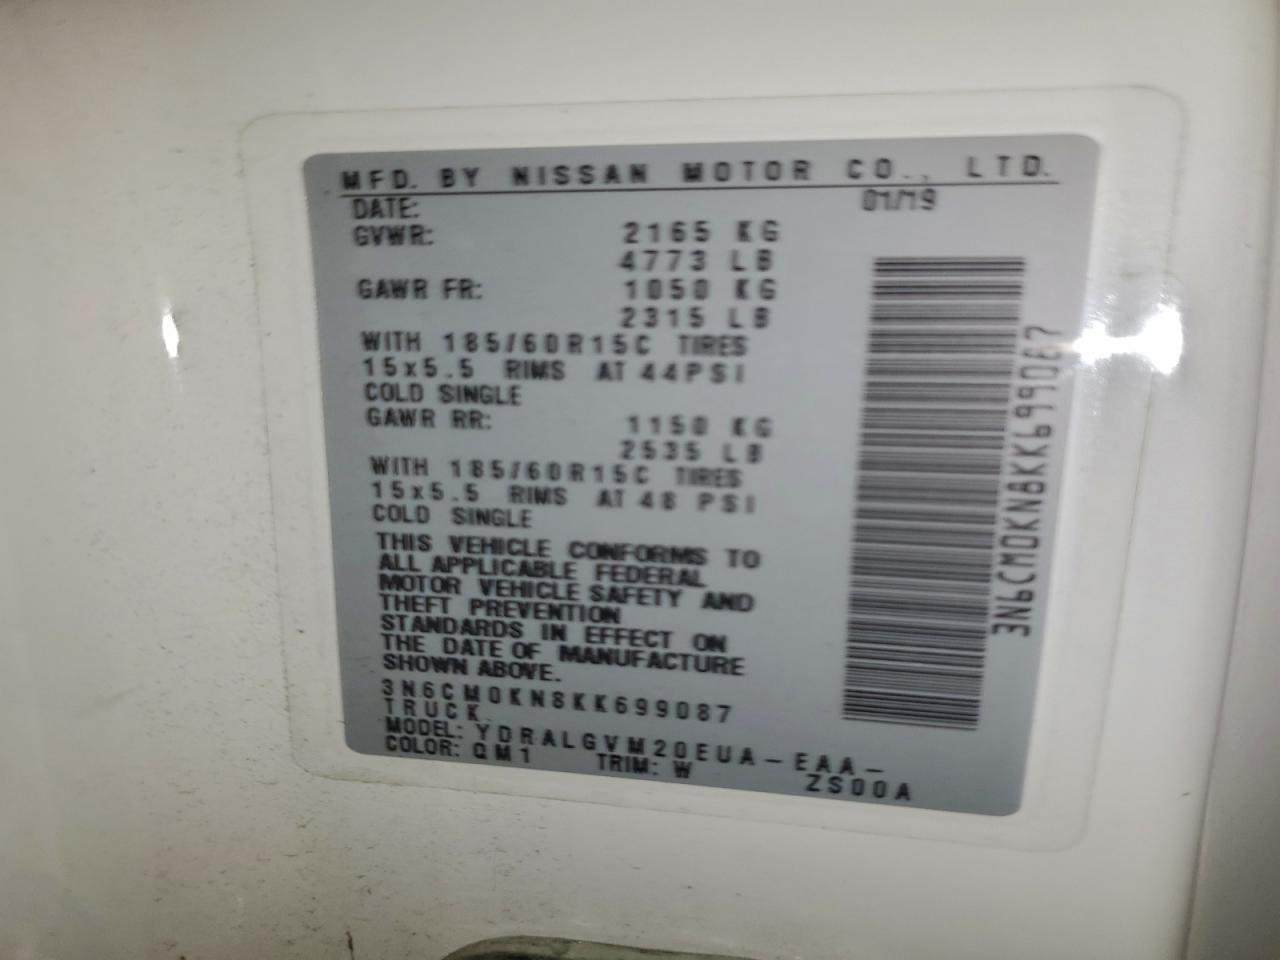 MFD. BY NISSAN MOTOR CO., LTD.
DATE: 01/19
GVWR: 2165 KG
4773 LB
GAWR FR: 1050 KG
2315 LB
WITH 185/60R15C TIRES
15x5.5 RIMS AT 44PSI
COLD SINGLE
GAWR RR: 1150 KG
2535 LB
WITH 185/60R15C TIRES
15x5.5 RIMS AT 48 PSI
COLD SINGLE
THIS VEHICLE CONFORMS TO
ALL APPLICABLE FEDERAL
MOTOR VEHICLE SAFETY AND
THEFT PREVENTION
STANDARDS IN EFFECT ON
THE DATE OF MANUFACTURE
SHOWN ABOVE.
3N6CM0KN8KK699087
TRUCK
MODEL: YDRALGVM20EUA-EAA-
COLOR: QM1 TRIM: W ZS00A
3N6CM0KN8KK699087